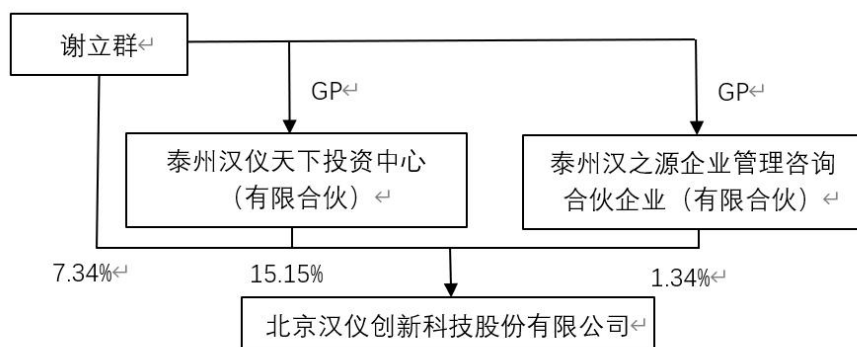 谢立群
GP
GP
泰州汉仪天下投资中心
（有限合伙）
泰州汉之源企业管理咨询
合伙企业（有限合伙）
7.34%
15.15%
1.34%
北京汉仪创新科技股份有限公司